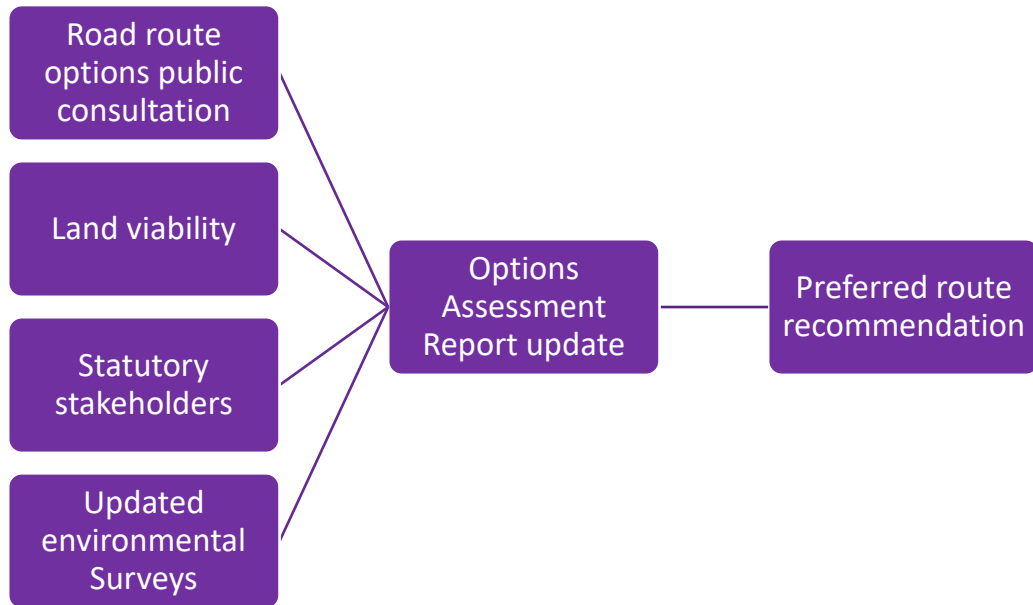 Road route
options public
consultation
Land viability
Statutory
stakeholders
Updated
environmental
Surveys
Options
Assessment
Report update
Preferred route
recommendation